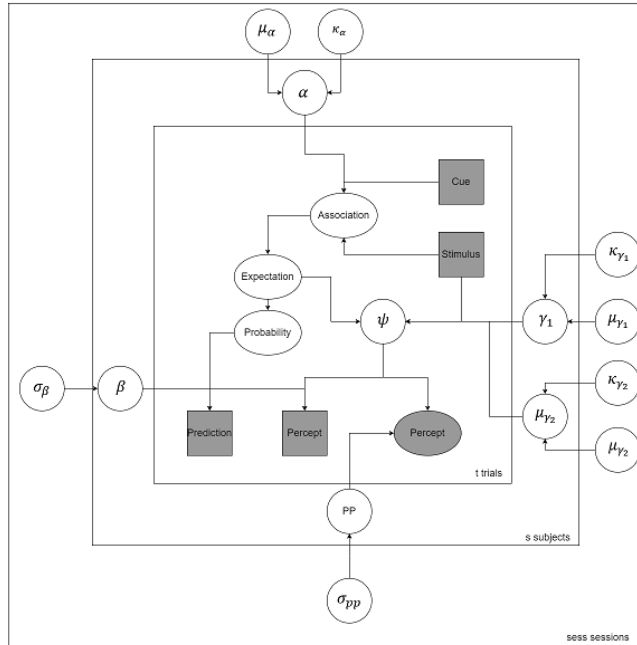 μα
κα
α
Cue
Association
Stimulus
κγ1
Expectation
ψ
γ1
μγ1
Probability
σβ
β
κγ2
μγ2
Prediction
Percept
Percept
μγ2
t trials
PP
s subjects
σpp
sess sessions